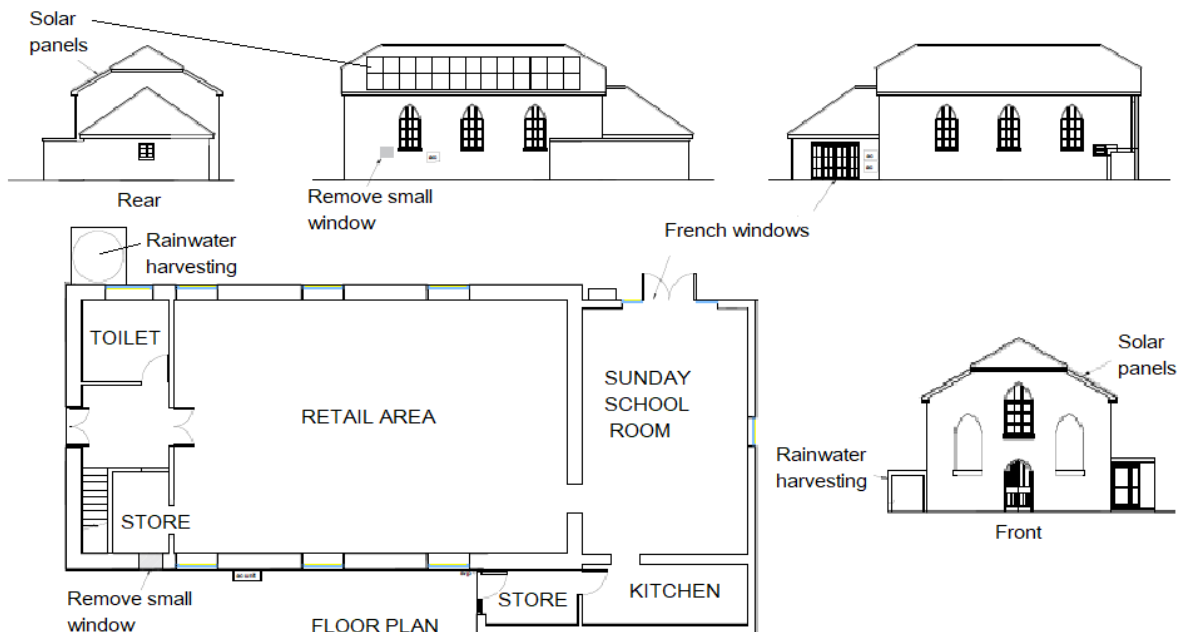 Solar
panels
Rear
Remove small
window
French windows
Rainwater
harvesting
TOILET
RETAIL AREA
SUNDAY
SCHOOL
ROOM
STORE
Solar
panels
Rainwater
harvesting
Front
Remove small
window
STORE
KITCHEN
FLOOR PLAN